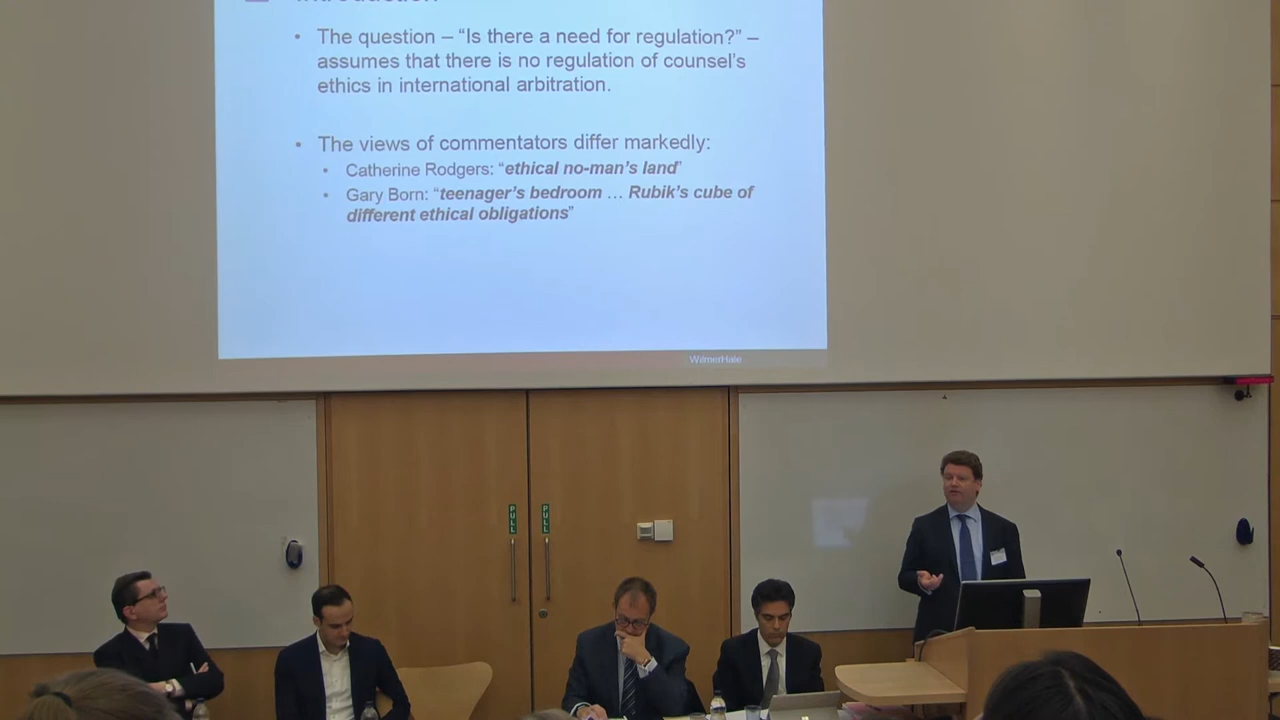 Introduction
• The question – “Is there a need for regulation?” –
assumes that there is no regulation of counsel’s
ethics in international arbitration.
• The views of commentators differ markedly:
• Catherine Rodgers: “ethical no-man’s land”
• Gary Born: “teenager’s bedroom … Rubik’s cube of
different ethical obligations”
WilmerHale
PULL
PULL